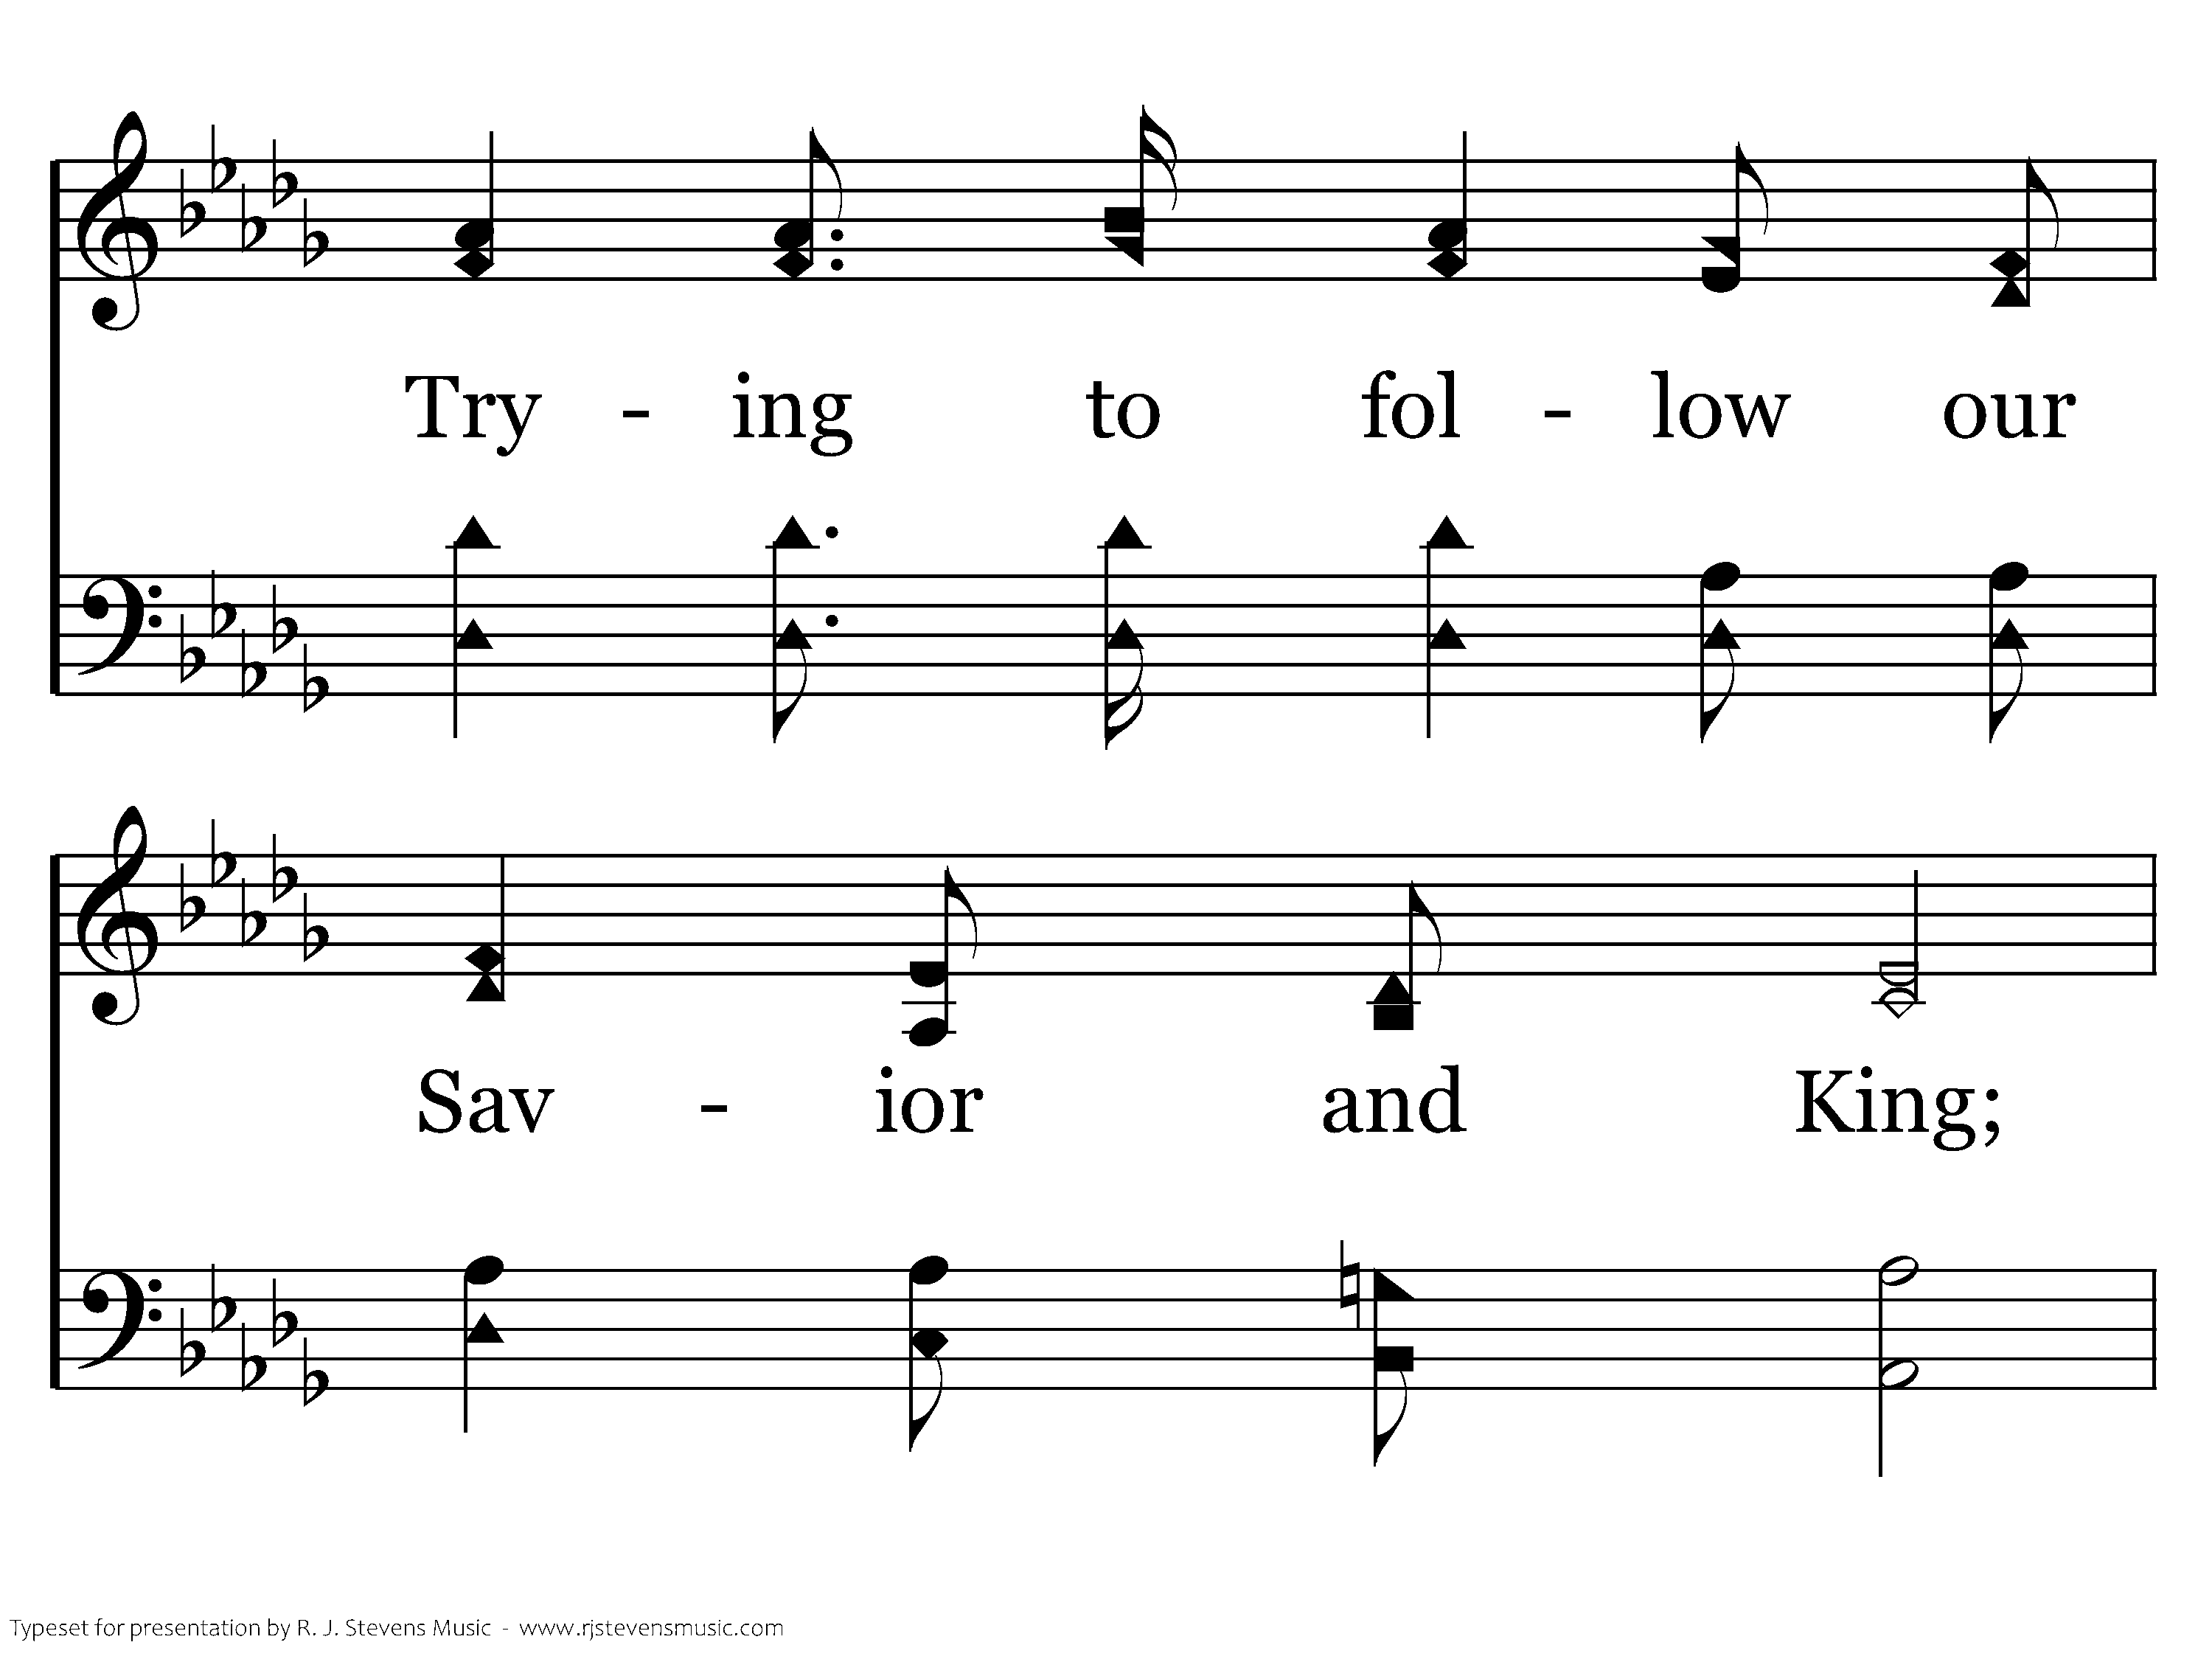 Try - ing to fol - low our
Sav - ior and King;
Typeset for presentation by R. J. Stevens Music - www.rjstevensmusic.com